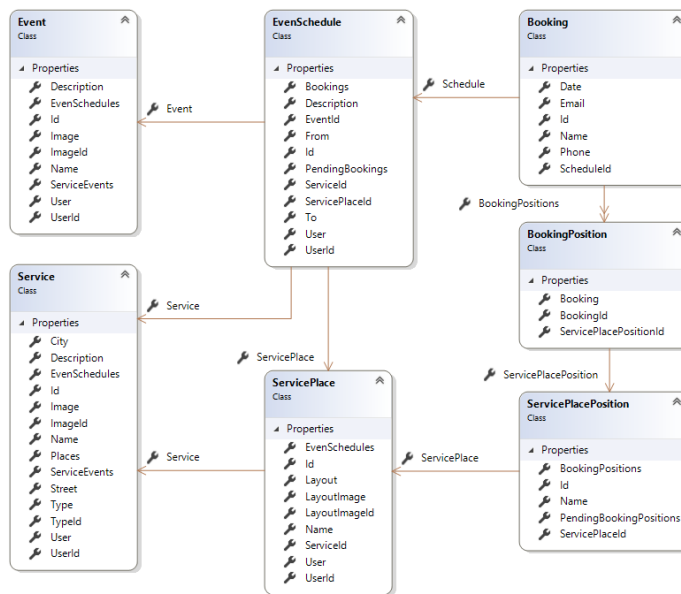 Event
Class
Properties
Description
EvenSchedules
Id
Image
ImageId
Name
ServiceEvents
User
UserId
Event
EvenSchedule
Class
Properties
Bookings
Description
EventId
From
Id
PendingBookings
ServiceId
ServicePlaceId
To
User
UserId
Schedule
Booking
Class
Properties
Date
Email
Id
Name
Phone
ScheduleId
BookingPositions
BookingPosition
Class
Properties
Booking
BookingId
ServicePlacePositionId
Service
Class
Properties
City
Description
EvenSchedules
Id
Image
ImageId
Name
Places
ServiceEvents
Street
Type
TypeId
User
UserId
Service
ServicePlace
Service
ServicePlace
Class
Properties
EvenSchedules
Id
Layout
LayoutImage
LayoutImageId
Name
ServiceId
User
UserId
ServicePlace
ServicePlacePosition
ServicePlacePosition
Class
Properties
BookingPositions
Id
Name
PendingBookingPositions
ServicePlaceId